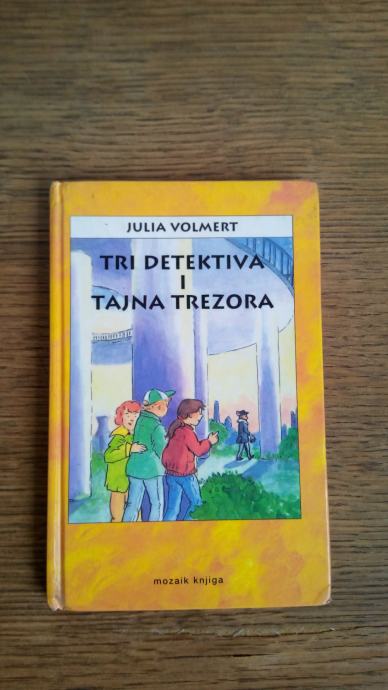 JULIA VOLMERT
TRI DETEKTIVA
I
TAJNA TREZORA
mozaik knjiga